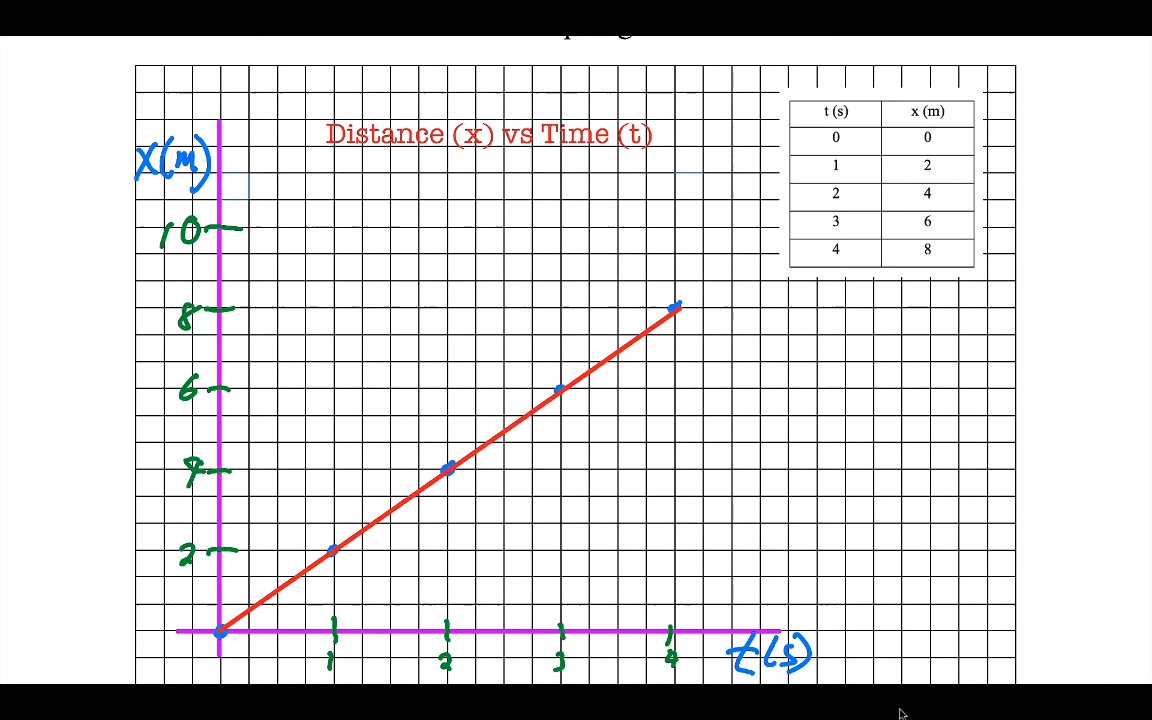 Distance (x) vs Time (t)
t (s) x (m)
0 0
1 2
2 4
3 6
4 8
X(m)
10
8
6
4
2
1 2 3 4
t(s)